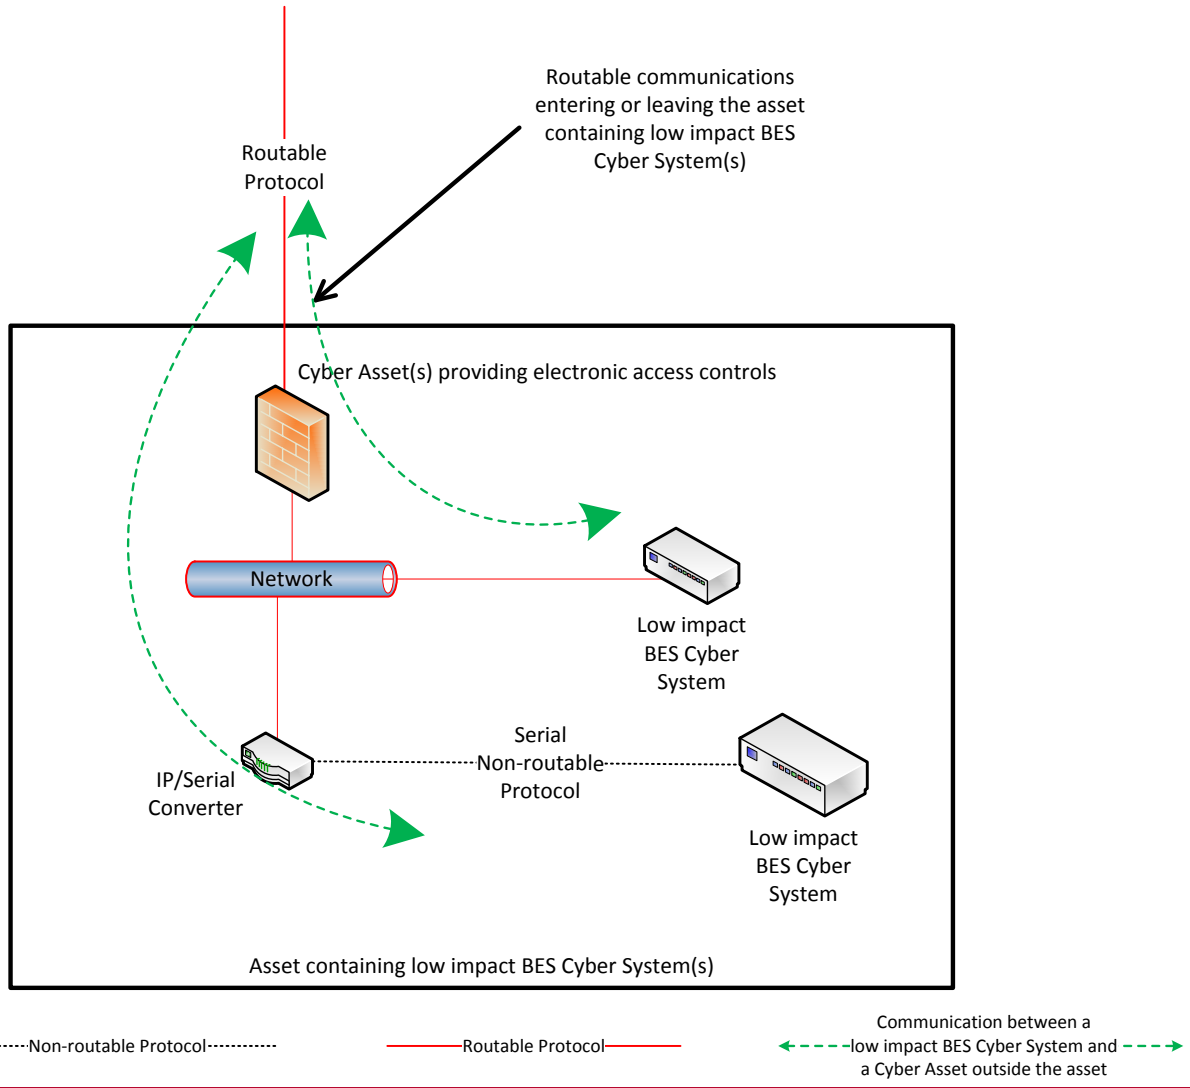 Routable communications
entering or leaving the asset
containing low impact BES
Cyber System(s)
Routable
Protocol
Cyber Asset(s) providing electronic access controls
Network
Low impact
BES Cyber
System
Serial
Non-routable
Protocol
IP/Serial
Converter
Low impact
BES Cyber
System
Asset containing low impact BES Cyber System(s)
Non-routable Protocol
Routable Protocol
Communication between a
low impact BES Cyber System and
a Cyber Asset outside the asset